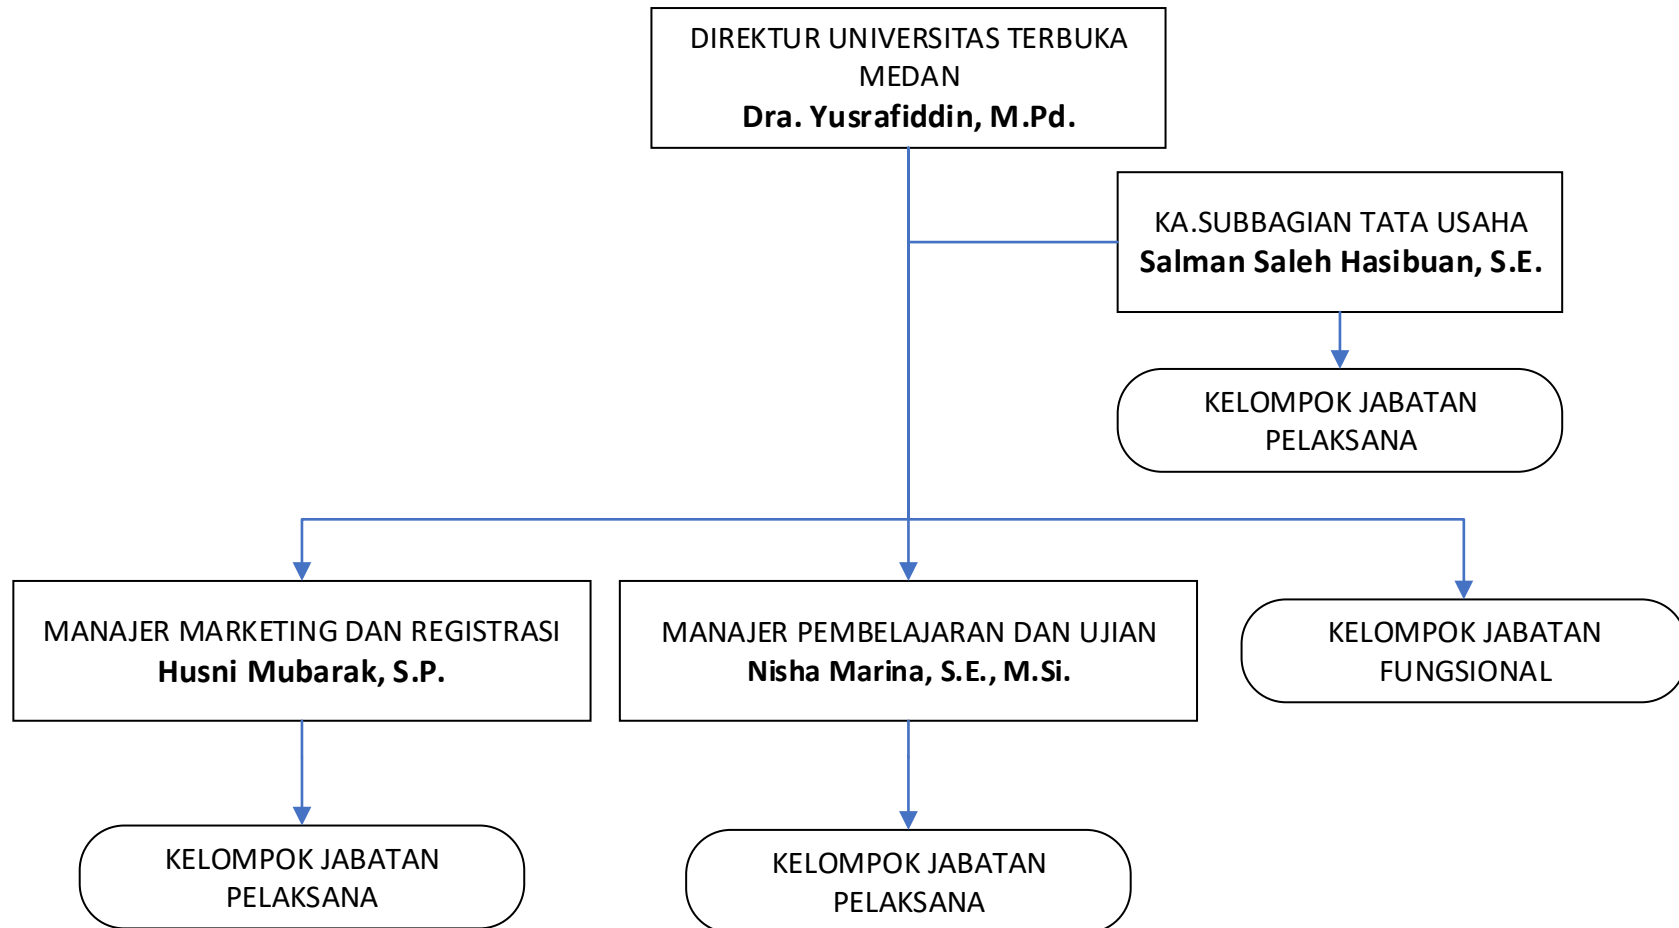 DIREKTUR UNIVERSITAS TERBUKA
MEDAN
Dra. Yusrafiddin, M.Pd.
KA.SUBBAGIAN TATA USAHA
Salman Saleh Hasibuan, S.E.
KELOMPOK JABATAN
PELAKSANA
MANAJER MARKETING DAN REGISTRASI
Husni Mubarak, S.P.
MANAJER PEMBELAJARAN DAN UJIAN
Nisha Marina, S.E., M.Si.
KELOMPOK JABATAN
FUNGSIONAL
KELOMPOK JABATAN
PELAKSANA
KELOMPOK JABATAN
PELAKSANA